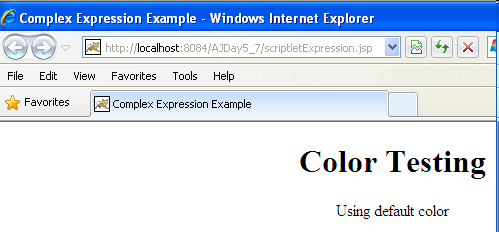 Complex Expression Example - Windows Internet Explorer
http://localhost:8084/AJDay5_7/scriptletExpression.jsp
File Edit View Favorites Tools Help
Favorites Complex Expression Example
Color Testing
Using default color